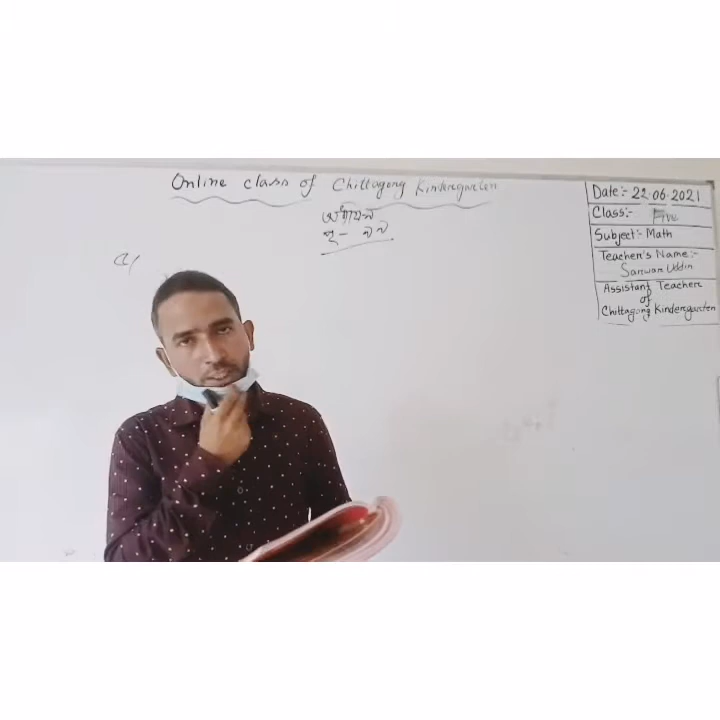 Online class of Chittagong Kindergarten
পৃ-
Date:- 22.06.2021
Class:- Five
Subject:- Math
Teacher's Name:-
Sarwar Uddin
Assistant Teacher
of
Chittagong Kindergarten